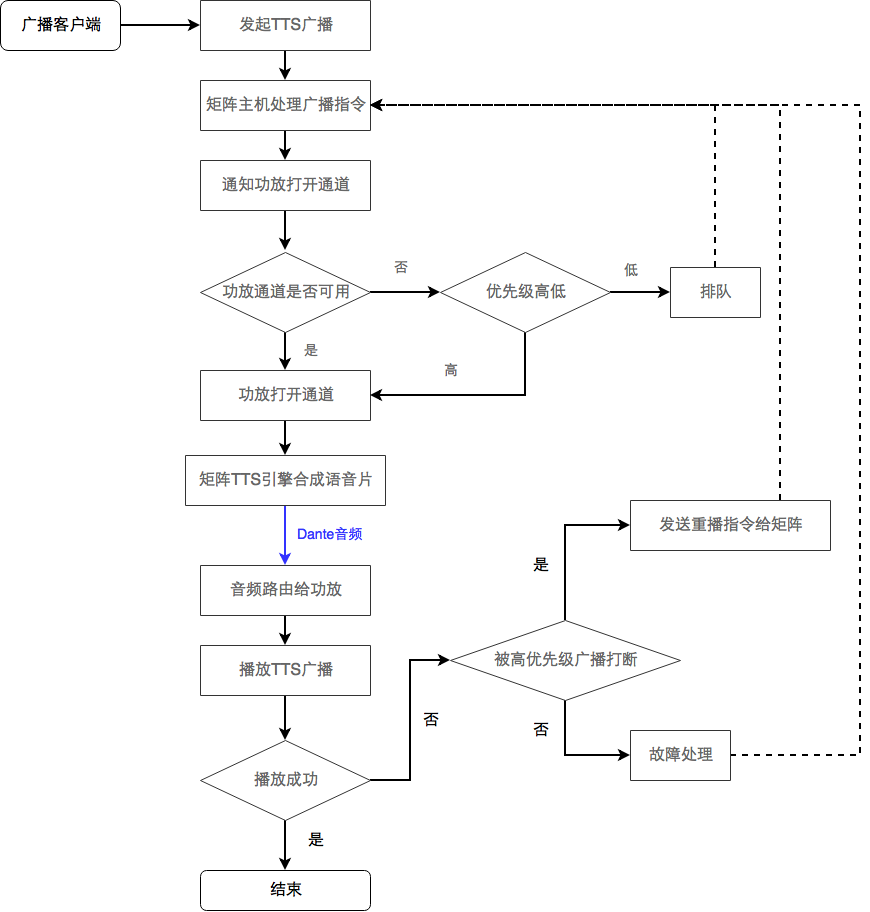 广播客户端
发起TTS广播
矩阵主机处理广播指令
通知功放打开通道
功放通道是否可用
否
优先级高低
低
排队
是
高
功放打开通道
矩阵TTS引擎合成语音片
Dante音频
发送重播指令给矩阵
是
音频路由给功放
播放TTS广播
被高优先级广播打断
否
否
播放成功
故障处理
是
结束